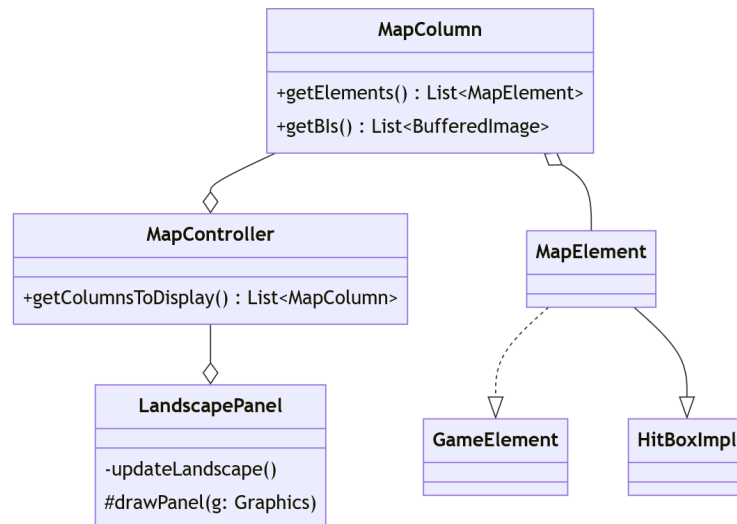 MapColumn
+getElements() : List<MapElement>
+getBIs() : List<BufferedImage>
MapController
+getColumnsToDisplay() : List<MapColumn>
MapElement
LandscapePanel
-updateLandscape()
#drawPanel(g: Graphics)
GameElement
HitBoxImpl